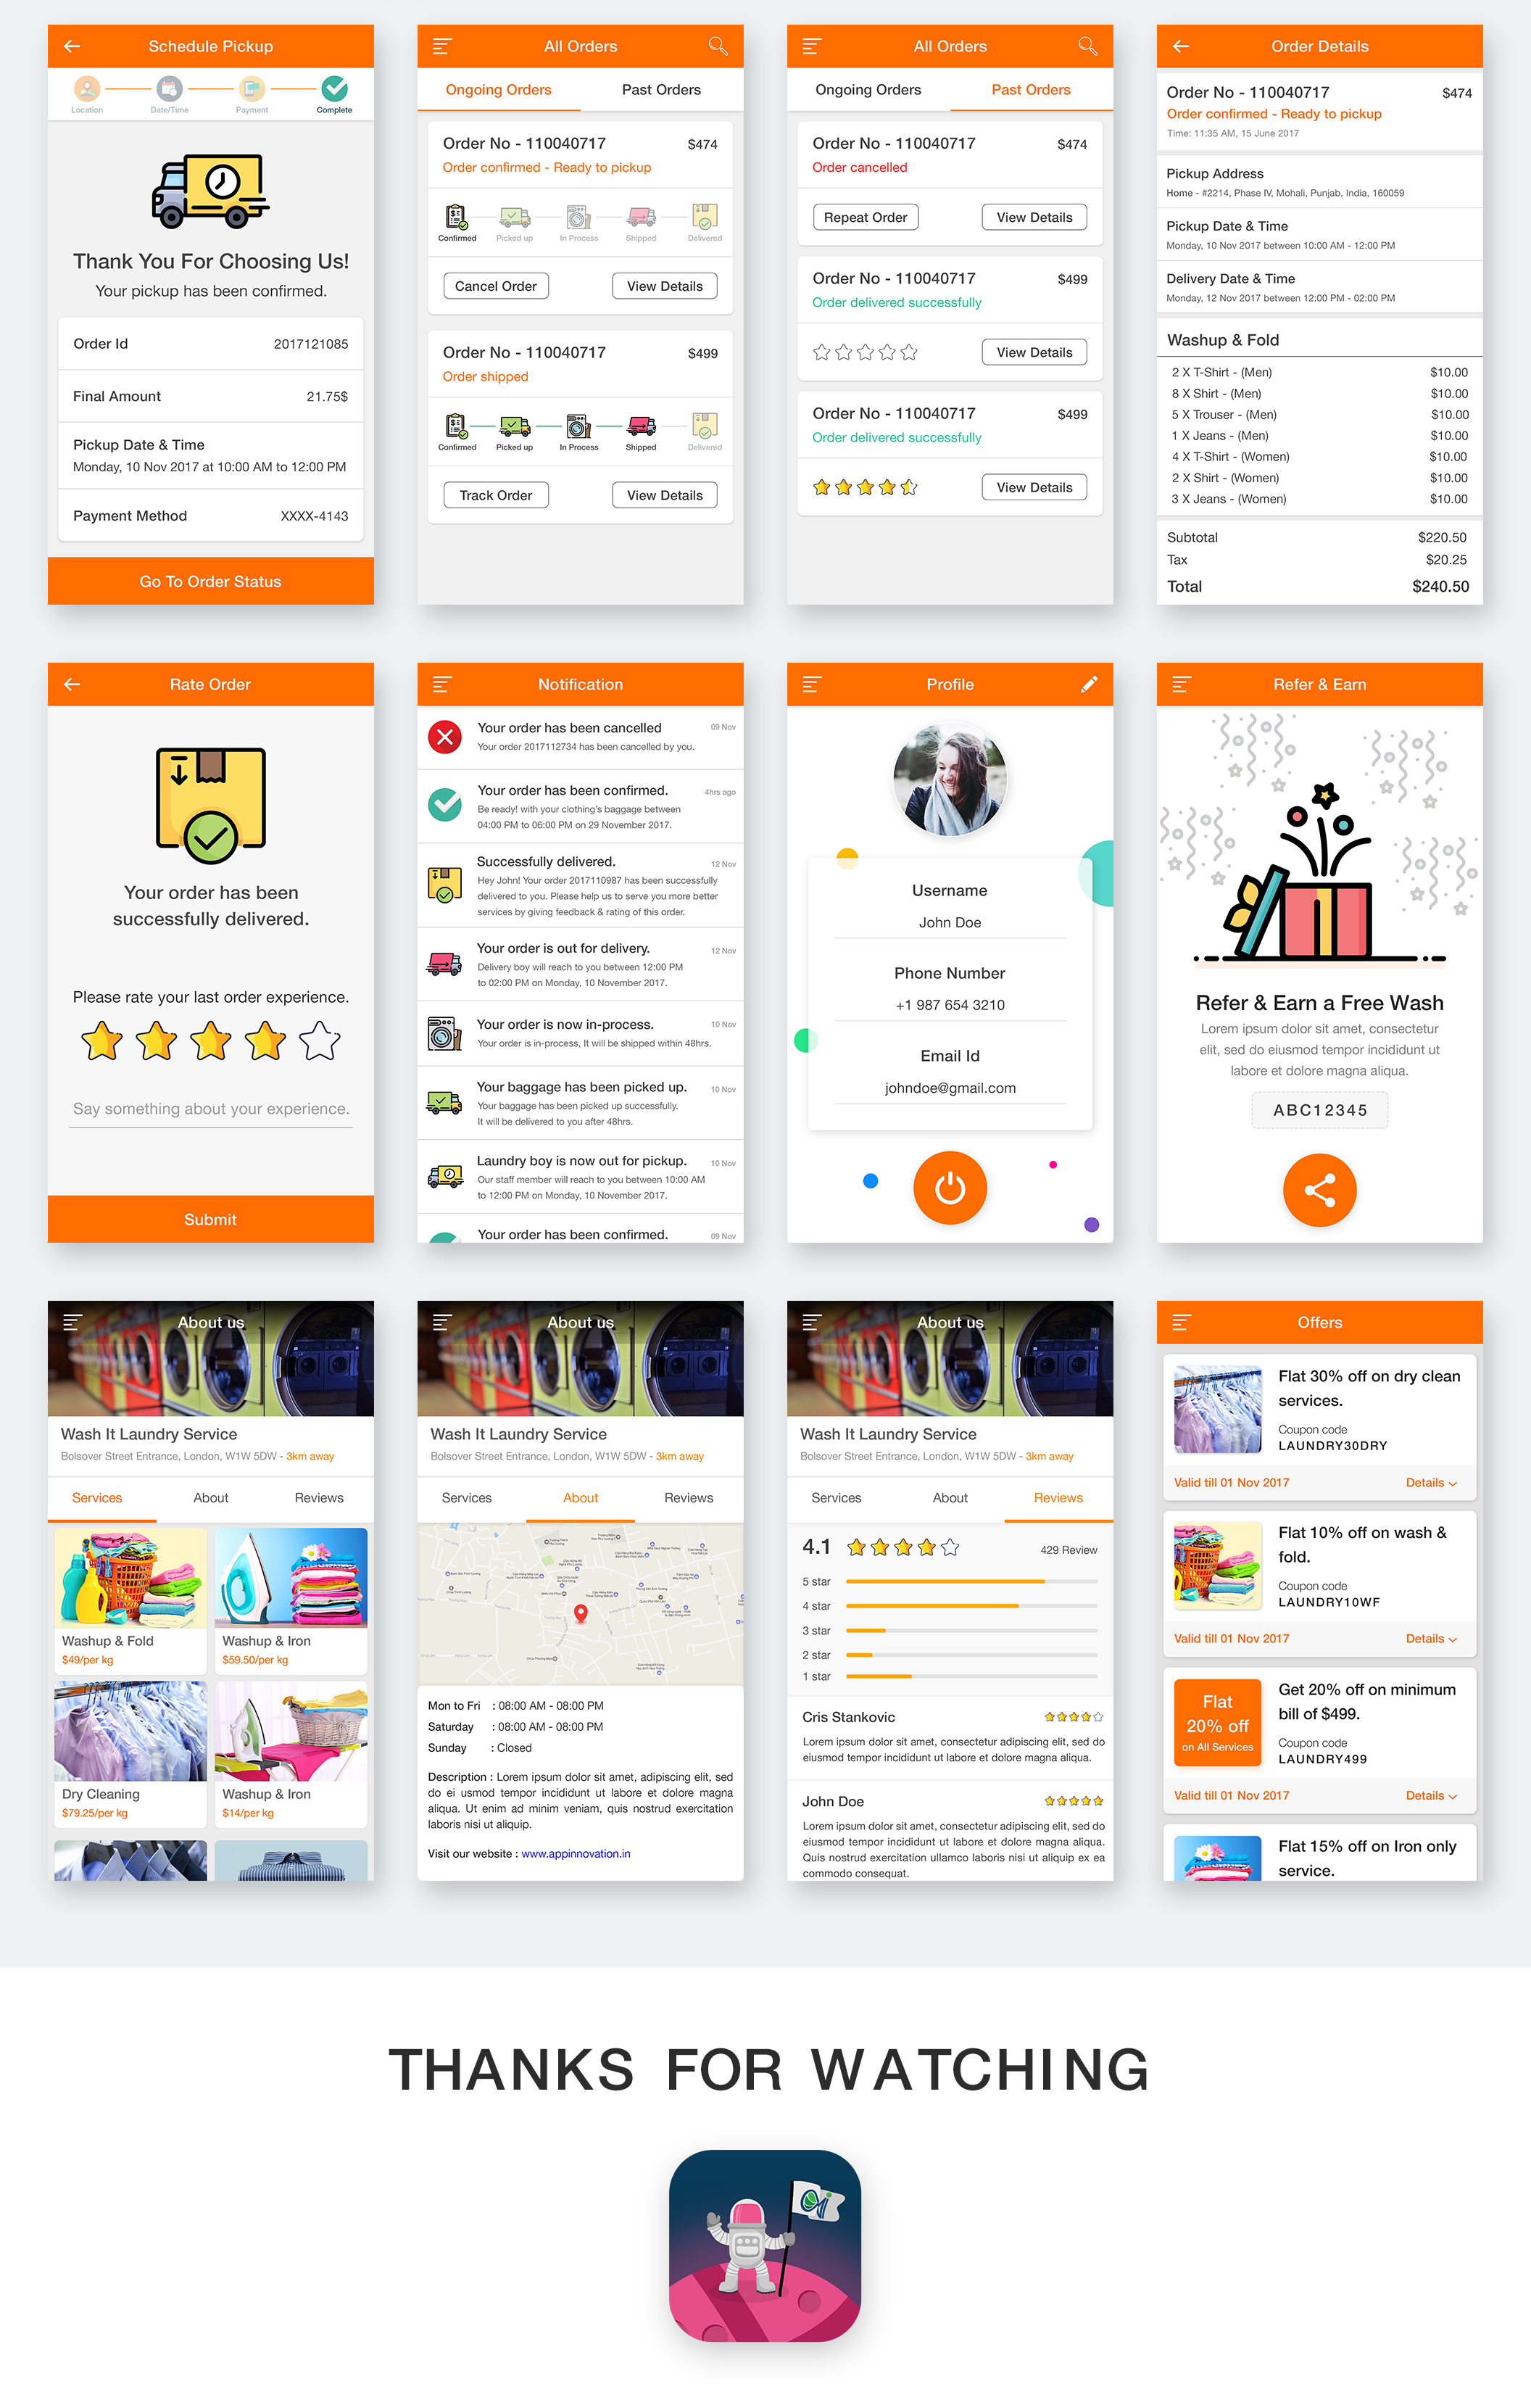 Schedule Pickup
Location
Date/Time
Payment
Complete
Thank You For Choosing Us!
Your pickup has been confirmed.
Order Id 2017121085
Final Amount 21.75$
Pickup Date & Time
Monday, 10 Nov 2017 at 10:00 AM to 12:00 PM
Payment Method XXXX-4143
Go To Order Status
All Orders
Ongoing Orders Past Orders
Order No - 110040717 $474
Order confirmed - Ready to pickup
Confirmed Picked up In Process Shipped Delivered
Cancel Order View Details
Order No - 110040717 $499
Order shipped
Confirmed Picked up In Process Shipped Delivered
Track Order View Details
All Orders
Ongoing Orders Past Orders
Order No - 110040717 $474
Order cancelled
Repeat Order View Details
Order No - 110040717 $499
Order delivered successfully
View Details
Order No - 110040717 $499
Order delivered successfully
View Details
Order Details
Order No - 110040717 $474
Order confirmed - Ready to pickup
Time: 11:35 AM, 15 June 2017
Pickup Address
Home - #2214, Phase IV, Mohali, Punjab, India, 160059
Pickup Date & Time
Monday, 10 Nov 2017 between 10:00 AM - 12:00 PM
Delivery Date & Time
Monday, 12 Nov 2017 between 12:00 PM - 02:00 PM
Washup & Fold
2 X T-Shirt - (Men) $10.00
8 X Shirt - (Men) $10.00
5 X Trouser - (Men) $10.00
1 X Jeans - (Men) $10.00
4 X T-Shirt - (Women) $10.00
2 X Shirt - (Women) $10.00
3 X Jeans - (Women) $10.00
Subtotal $220.50
Tax $20.25
Total $240.50
Rate Order
Your order has been
successfully delivered.
Please rate your last order experience.
Say something about your experience.
Submit
Notification
Your order has been cancelled 09 Nov
Your order 2017112734 has been cancelled by you.
Your order has been confirmed. 4hrs ago
Be ready! with your clothing's baggage between
04:00 PM to 06:00 PM on 29 November 2017.
Successfully delivered. 12 Nov
Hey John! Your order 2017110987 has been successfully
delivered to you. Please help us to serve you more better
services by giving feedback & rating of this order.
Your order is out for delivery. 12 Nov
Delivery boy will reach to you between 12:00 PM
to 02:00 PM on Monday, 10 November 2017.
Your order is now in-process. 10 Nov
Your order is in-process, It will be shipped within 48hrs.
Your baggage has been picked up. 10 Nov
Your baggage has been picked up successfully.
It will be delivered to you after 48hrs.
Laundry boy is now out for pickup. 10 Nov
Our staff member will reach to you between 10:00 AM
to 12:00 PM on Monday, 10 November 2017.
Your order has been confirmed. 09 Nov
Profile
Username
John Doe
Phone Number
+1 987 654 3210
Email Id
johndoe@gmail.com
Refer & Earn
Refer & Earn a Free Wash
Lorem ipsum dolor sit amet, consectetur
elit, sed do eiusmod tempor incididunt ut
labore et dolore magna aliqua.
ABC12345
About us
Wash It Laundry Service
Bolsover Street Entrance, London, W1W 5DW - 3km away
Services About Reviews
Washup & Fold
$49/per kg
Washup & Iron
$59.50/per kg
Dry Cleaning
$79.25/per kg
Washup & Iron
$14/per kg
About us
Wash It Laundry Service
Bolsover Street Entrance, London, W1W 5DW - 3km away
Services About Reviews
Mon to Fri : 08:00 AM - 08:00 PM
Saturday : 08:00 AM - 08:00 PM
Sunday : Closed
Description : Lorem ipsum dolor sit amet, adipiscing elit, sed
do ei usmod tempor incididunt ut labore et dolore magna
aliqua. Ut enim ad minim veniam, quis nostrud exercitation
laboris nisi ut aliquip.
Visit our website : www.appinnovation.in
About us
Wash It Laundry Service
Bolsover Street Entrance, London, W1W 5DW - 3km away
Services About Reviews
4.1 429 Review
5 star
4 star
3 star
2 star
1 star
Cris Stankovic
Lorem ipsum dolor sit amet, consectetur adipiscing elit, sed do
eiusmod tempor incididunt ut labore et dolore magna aliqua.
John Doe
Lorem ipsum dolor sit amet, consectetur adipiscing elit, sed do
eiusmod tempor incididunt ut labore et dolore magna aliqua.
Quis nostrud exercitation ullamco laboris nisi ut aliquip ex ea
commodo consequat.
Offers
Flat 30% off on dry clean
services.
Coupon code
LAUNDRY30DRY
Valid till 01 Nov 2017 Details
Flat 10% off on wash &
fold.
Coupon code
LAUNDRY10WF
Valid till 01 Nov 2017 Details
Flat
20% off
on All Services
Get 20% off on minimum
bill of $499.
Coupon code
LAUNDRY499
Valid till 01 Nov 2017 Details
Flat 15% off on Iron only
service.
THANKS FOR WATCHING